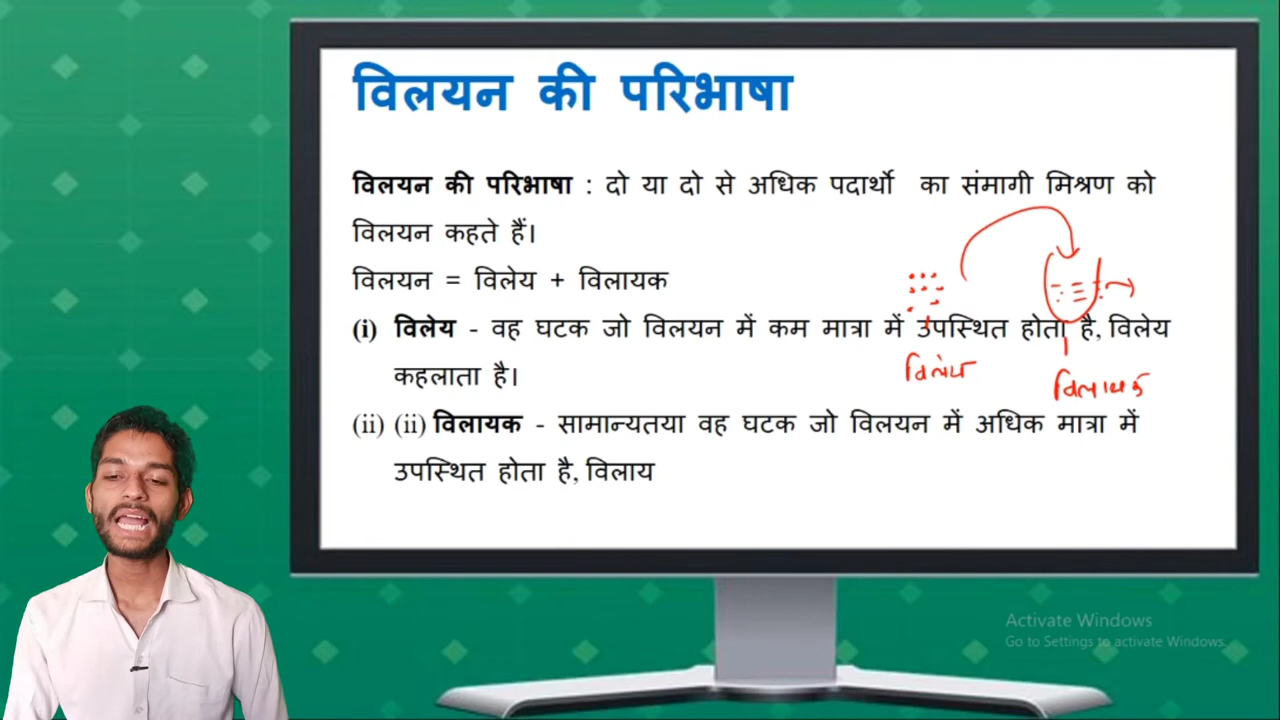 विलयन की परिभाषा
विलयन की परिभाषा : दो या दो से अधिक पदार्थो का संमागी मिश्रण को
विलयन कहते हैं।
विलयन = विलेय + विलायक
(i) विलेय - वह घटक जो विलयन में कम मात्रा में उपस्थित होता है, विलेय
कहलाता है।
विलेय
विलायक
(ii) (ii) विलायक - सामान्यतया वह घटक जो विलयन में अधिक मात्रा में
उपस्थित होता है, विलाय
Activate Windows
Go to Settings to activate Windows.